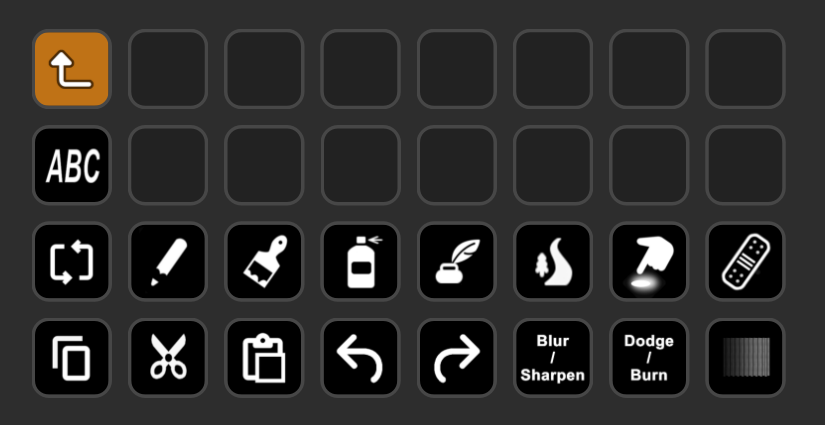 ABC
Blur
/
Sharpen
Dodge
/
Burn